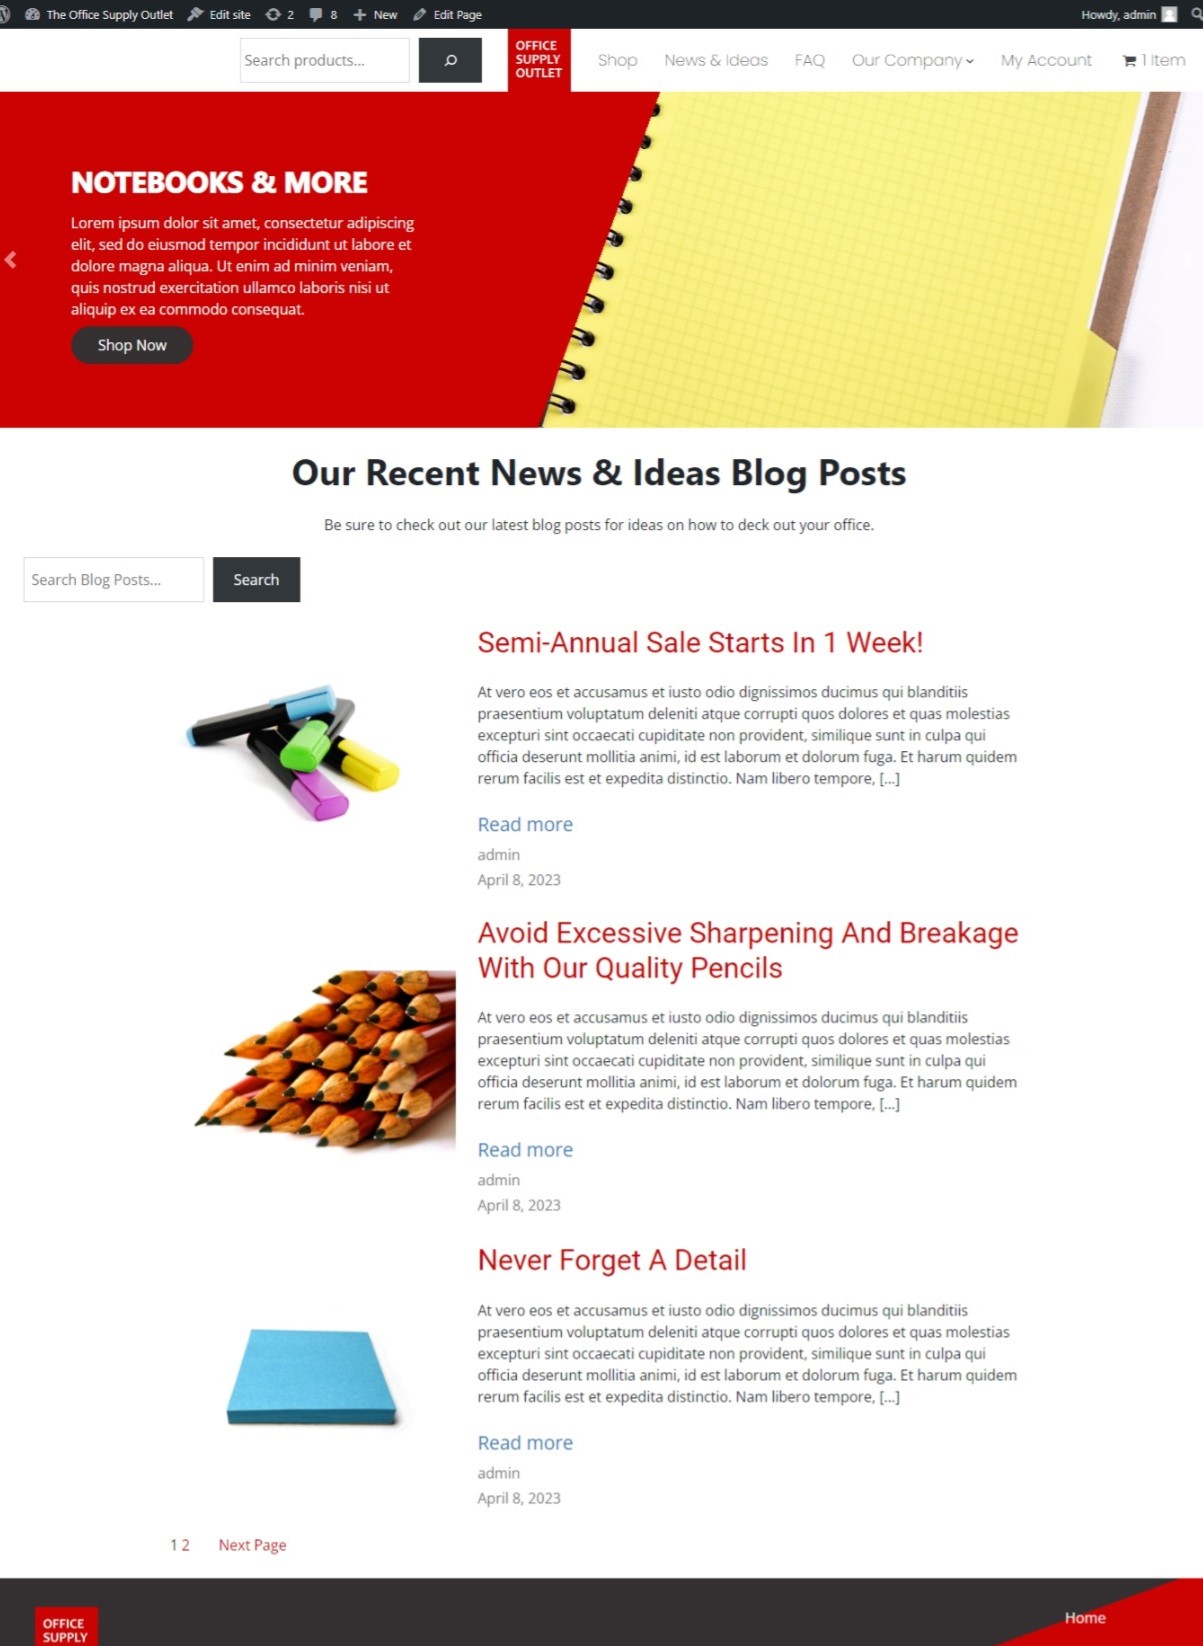 The Office Supply Outlet Edit site 2 8 New Edit Page Howdy, admin
Search products...
OFFICE
SUPPLY
OUTLET
Shop News & Ideas FAQ Our Company My Account 1 Item
NOTEBOOKS & MORE
Lorem ipsum dolor sit amet, consectetur adipiscing
elit, sed do eiusmod tempor incididunt ut labore et
dolore magna aliqua. Ut enim ad minim veniam,
quis nostrud exercitation ullamco laboris nisi ut
aliquip ex ea commodo consequat.
Shop Now
Our Recent News & Ideas Blog Posts
Be sure to check out our latest blog posts for ideas on how to deck out your office.
Search Blog Posts... Search
Semi-Annual Sale Starts In 1 Week!
At vero eos et accusamus et iusto odio dignissimos ducimus qui blanditiis
praesentium voluptatum deleniti atque corrupti quos dolores et quas molestias
excepturi sint occaecati cupiditate non provident, similique sunt in culpa qui
officia deserunt mollitia animi, id est laborum et dolorum fuga. Et harum quidem
rerum facilis est et expedita distinctio. Nam libero tempore, [...]
Read more
admin
April 8, 2023
Avoid Excessive Sharpening And Breakage
With Our Quality Pencils
At vero eos et accusamus et iusto odio dignissimos ducimus qui blanditiis
praesentium voluptatum deleniti atque corrupti quos dolores et quas molestias
excepturi sint occaecati cupiditate non provident, similique sunt in culpa qui
officia deserunt mollitia animi, id est laborum et dolorum fuga. Et harum quidem
rerum facilis est et expedita distinctio. Nam libero tempore, [...]
Read more
admin
April 8, 2023
Never Forget A Detail
At vero eos et accusamus et iusto odio dignissimos ducimus qui blanditiis
praesentium voluptatum deleniti atque corrupti quos dolores et quas molestias
excepturi sint occaecati cupiditate non provident, similique sunt in culpa qui
officia deserunt mollitia animi, id est laborum et dolorum fuga. Et harum quidem
rerum facilis est et expedita distinctio. Nam libero tempore, [...]
Read more
admin
April 8, 2023
1 2 Next Page
OFFICE
SUPPLY
Home